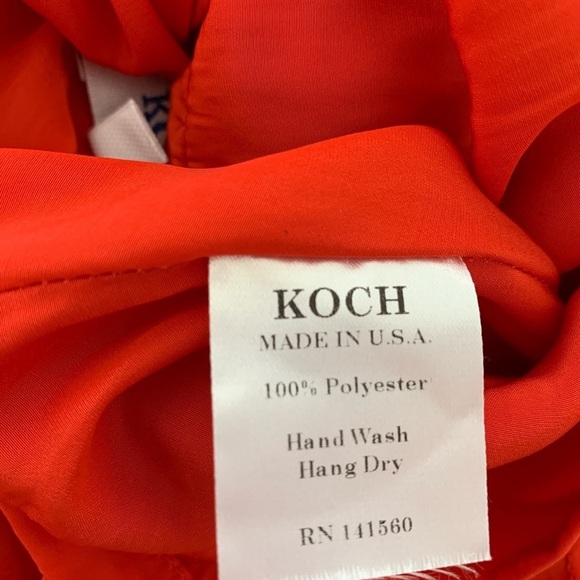 KOCH
MADE IN U.S.A.
100% Polyester
Hand Wash
Hang Dry
RN 141560